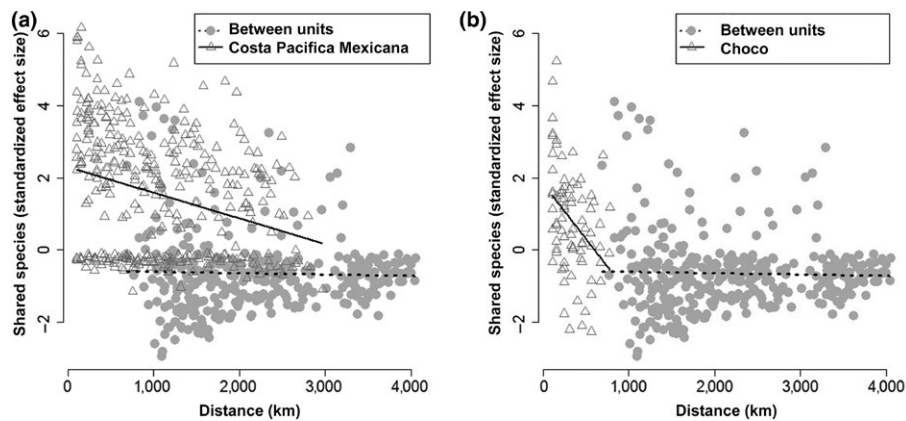 (a)
Between units
Costa Pacifica Mexicana
Shared species (standardized effect size)
6
4
2
0
−2
0 1,000 2,000 3,000 4,000
Distance (km)
(b)
Between units
Choco
Shared species (standardized effect size)
6
4
2
0
−2
0 1,000 2,000 3,000 4,000
Distance (km)